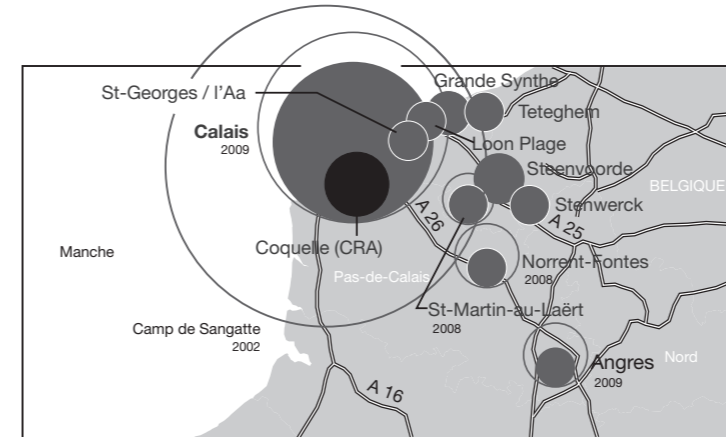 Grande Synthe
St-Georges / l'Aa
Teteghem
Calais
2009
Loon Plage
Steenvoorde
BELGIQUE
Stenwerck
A 26
A 25
Manche
Coquelle (CRA)
Pas-de-Calais
Norrent-Fontes
2008
St-Martin-au-Laërt
2008
Camp de Sangatte
2002
Angres
2009
Nord
A 16